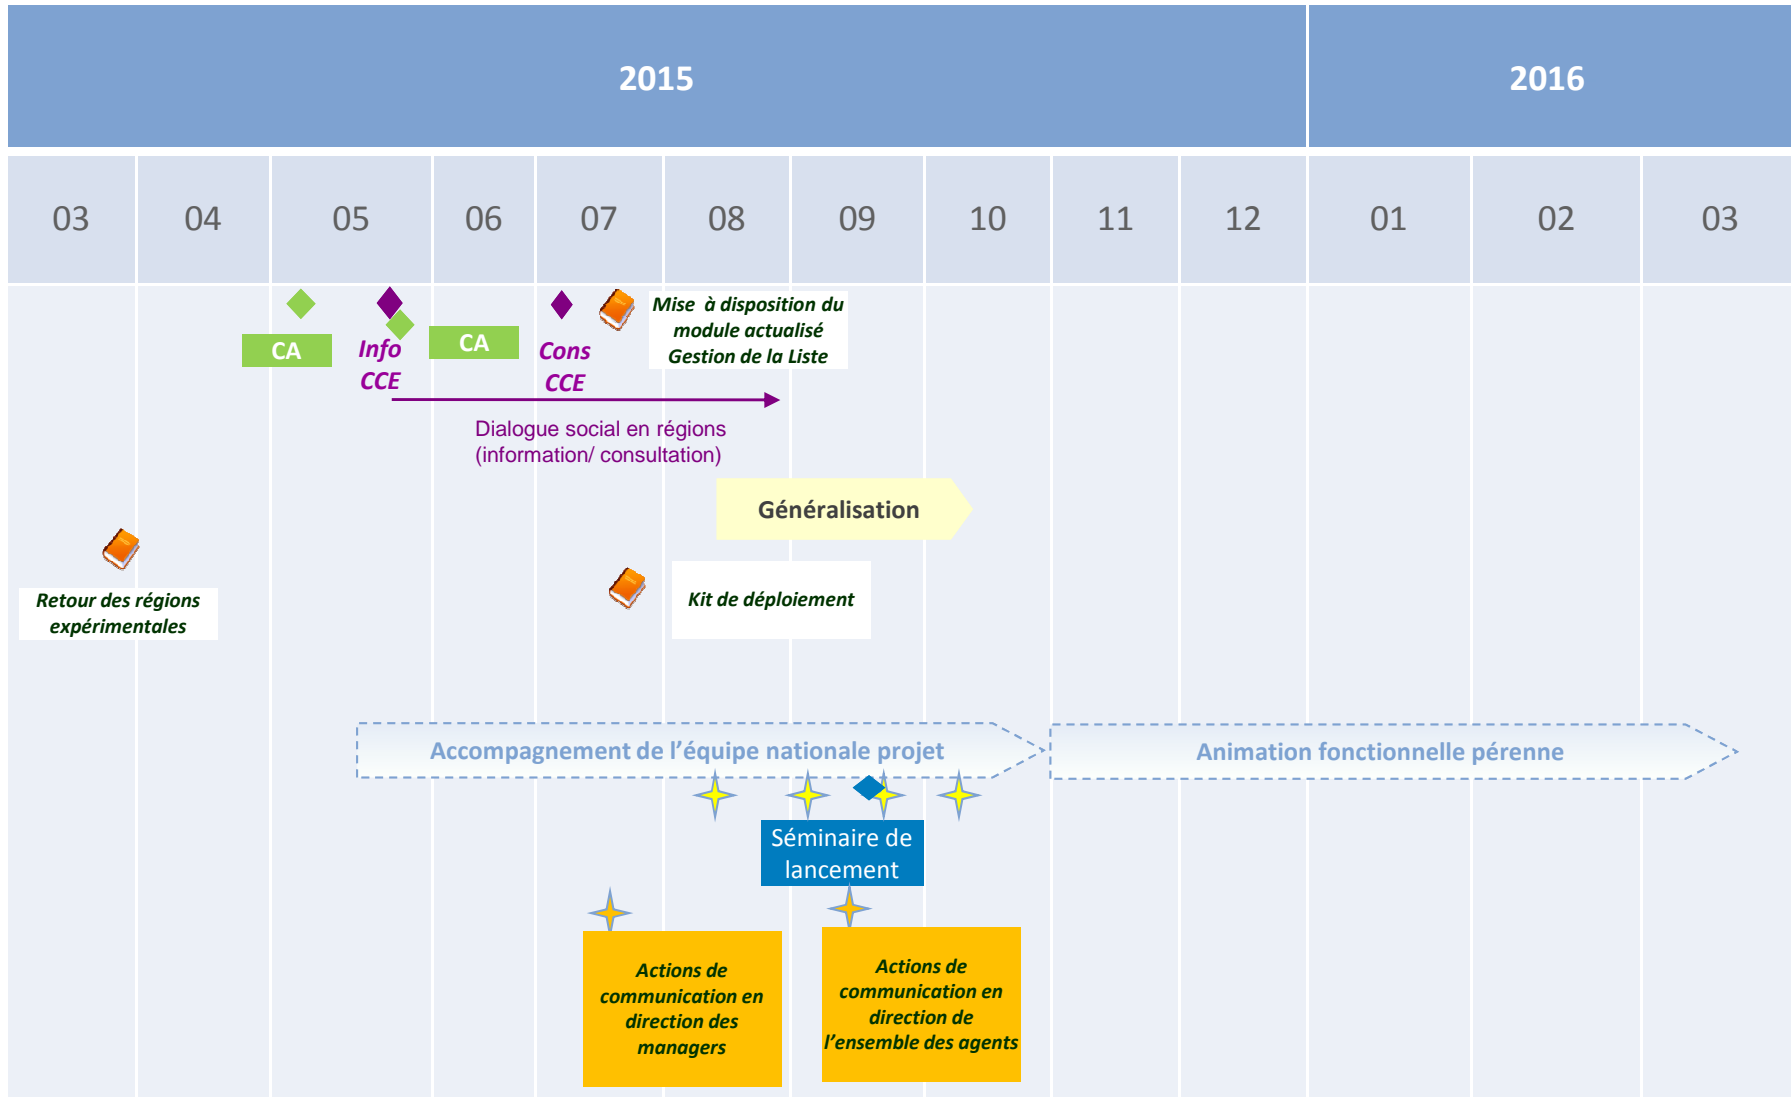 2015
2016
03
04
05
06
07
08
09
10
11
12
01
02
03
CA
Info
CCE
CA
Cons
CCE
Mise à disposition du
module actualisé
Gestion de la Liste
Dialogue social en régions
(information/ consultation)
Généralisation
Retour des régions
expérimentales
Kit de déploiement
Accompagnement de l’équipe nationale projet
Animation fonctionnelle pérenne
Séminaire de
lancement
Actions de
communication en
direction des
managers
Actions de
communication en
direction de
l’ensemble des agents